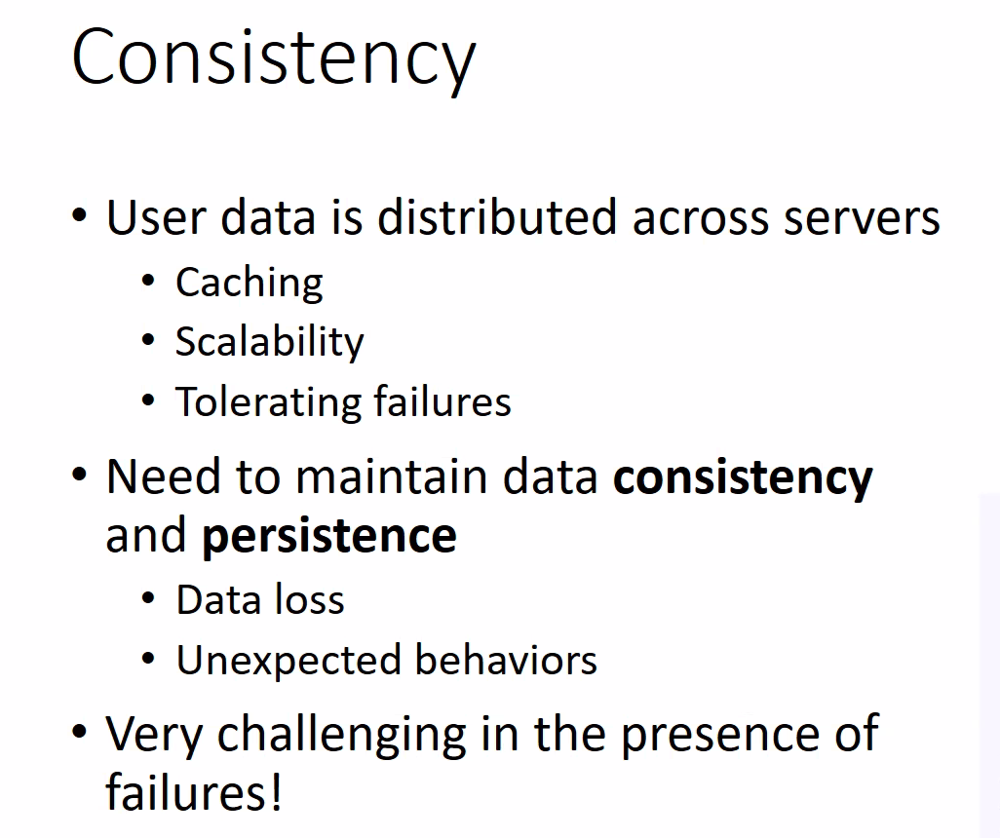 Consistency
• User data is distributed across servers
• Caching
• Scalability
• Tolerating failures
• Need to maintain data consistency
and persistence
• Data loss
• Unexpected behaviors
• Very challenging in the presence of
failures!